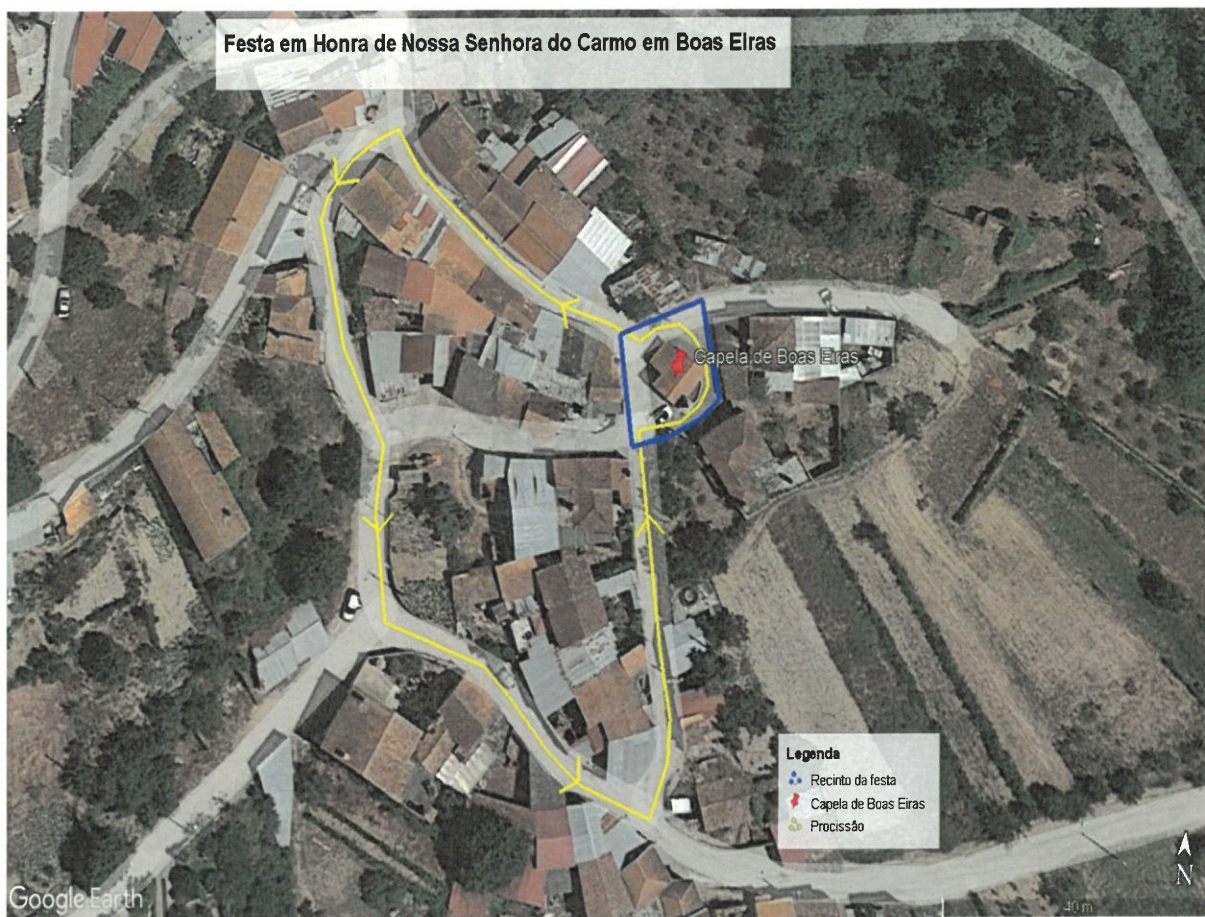 Festa em Honra de Nossa Senhora do Carmo em Boas Eiras
Capela de Boas Eiras
Legenda
Recinto da festa
Capela de Boas Eiras
Procissão
N
Google Earth
40 m